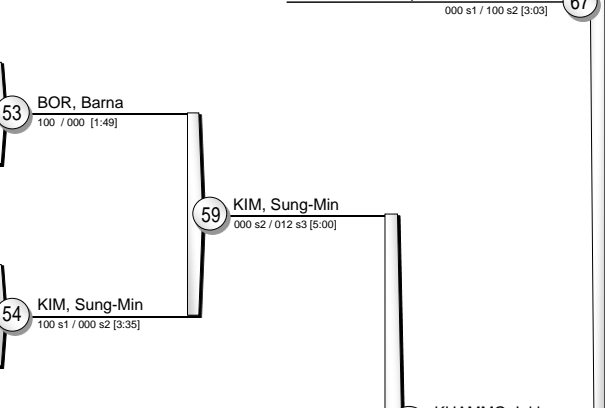 67
000 s1 / 100 s2 [3:03]
53
BOR, Barna
100 / 000 [1:49]
59
KIM, Sung-Min
000 s2 / 012 s3 [5:00]
54
KIM, Sung-Min
100 s1 / 000 s2 [3:35]